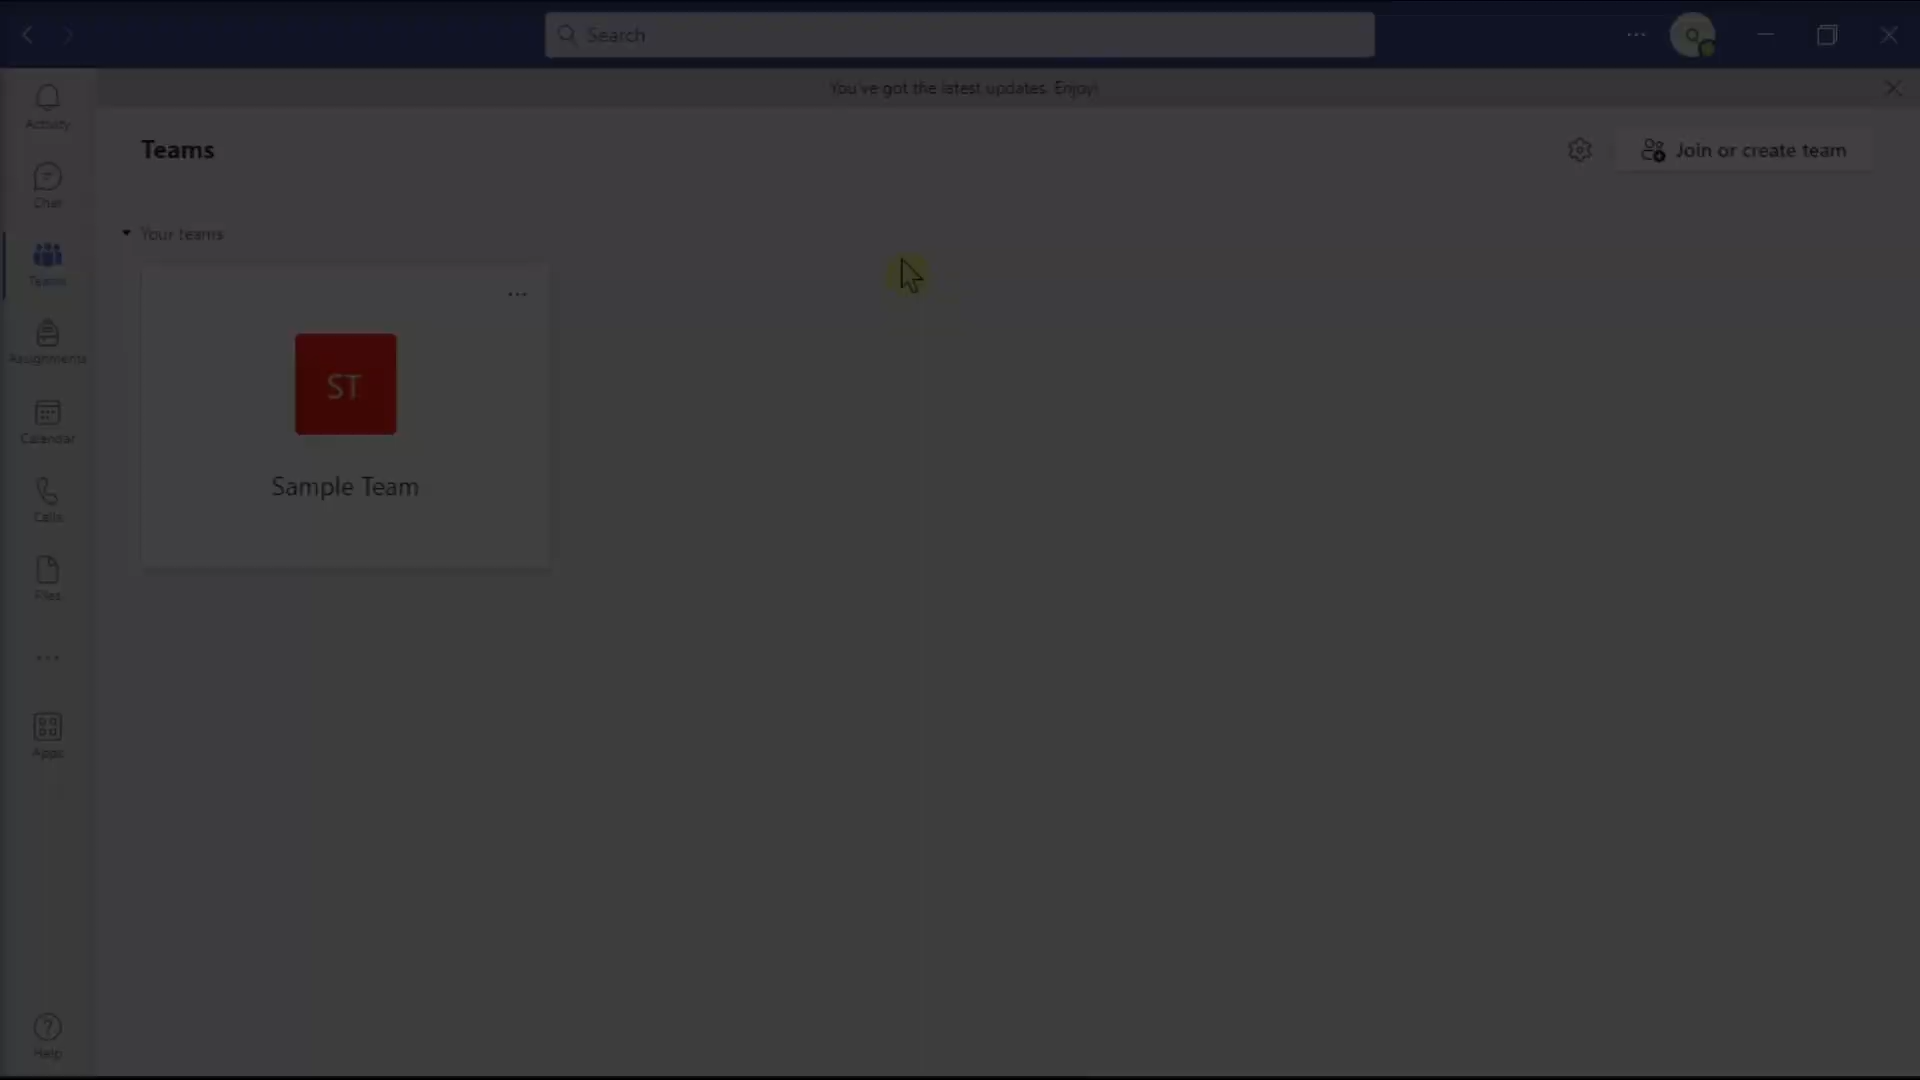 Search
Q
You've got the latest updates. Enjoy!
Activity
Chat
Teams
Assignments
Calendar
Calls
Files
Apps
Help
Teams
Join or create team
Your teams
ST
Sample Team